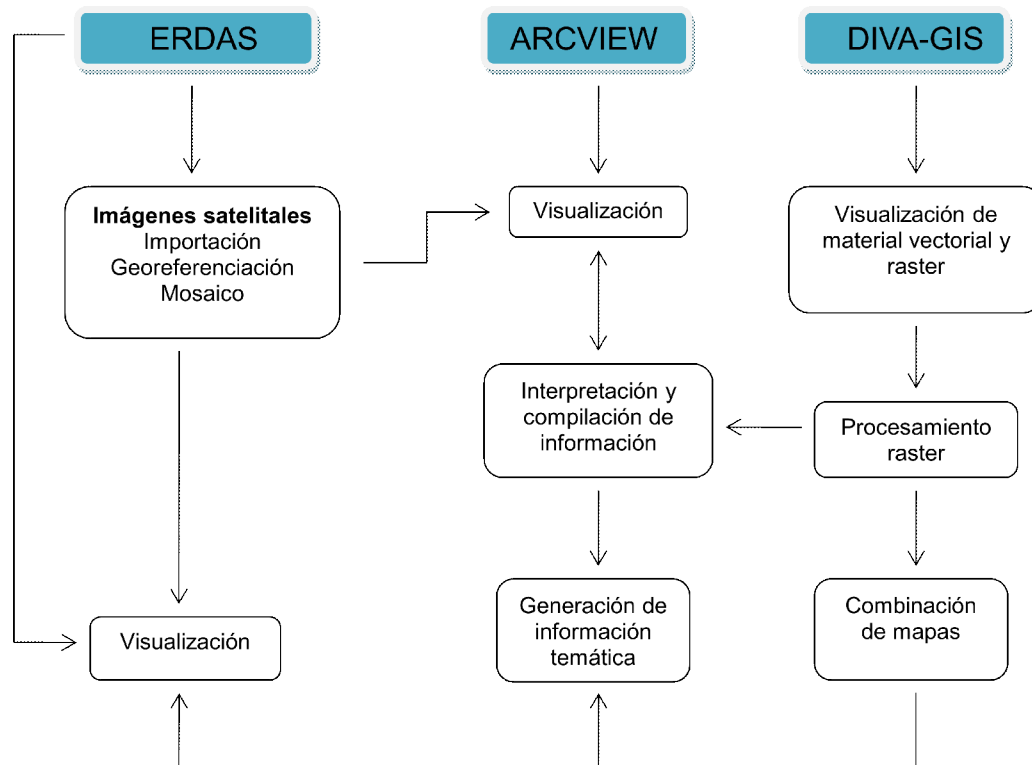 ERDAS
ARCVIEW
DIVA-GIS
Imágenes satelitales
Importación
Georeferenciación
Mosaico
Visualización
Visualización de
material vectorial y
raster
Interpretación y
compilación de
información
Procesamiento
raster
Visualización
Generación de
información
temática
Combinación
de mapas